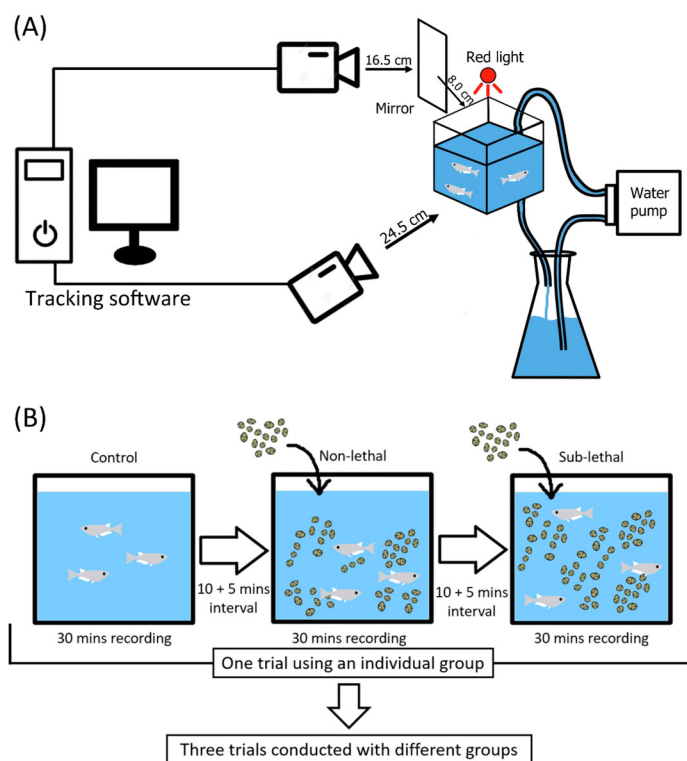 (A)
16.5 cm
Mirror
8.0 cm
Red light
Water
pump
24.5 cm
Tracking software
(B)
Control
Non-lethal
Sub-lethal
10 + 5 mins
interval
10 + 5 mins
interval
30 mins recording
30 mins recording
30 mins recording
One trial using an individual group
Three trials conducted with different groups